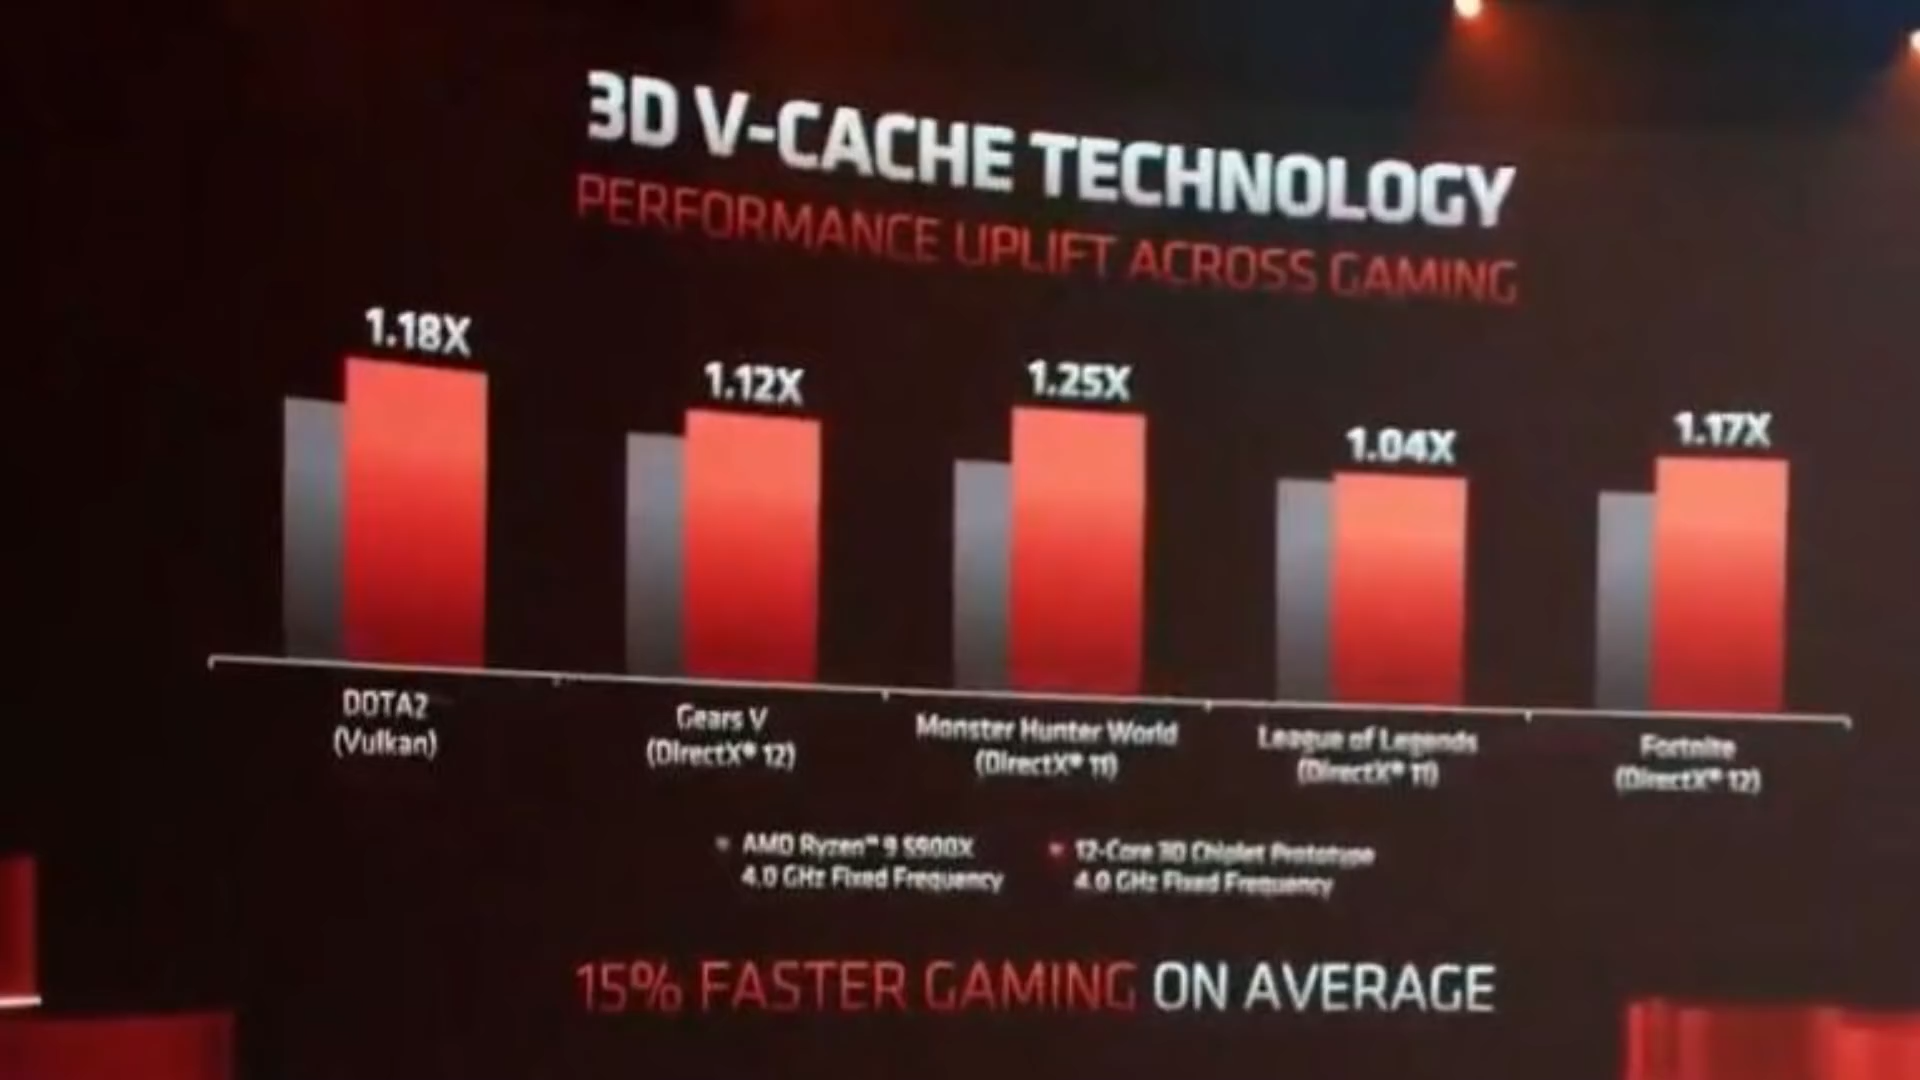 3D V-CACHE TECHNOLOGY
PERFORMANCE UPLIFT ACROSS GAMING
1.18X
1.12X
1.25X
1.04X
1.17X
DOTA2
(Vulkan)
Gears V
(DirectX® 12)
Monster Hunter World
(DirectX® 11)
League of Legends
(DirectX® 11)
Fortnite
(DirectX® 12)
AMD Ryzen™ 9 5900X
4.0 GHz Fixed Frequency
12-Core 3D Chiplet Prototype
4.0 GHz Fixed Frequency
15% FASTER GAMING ON AVERAGE